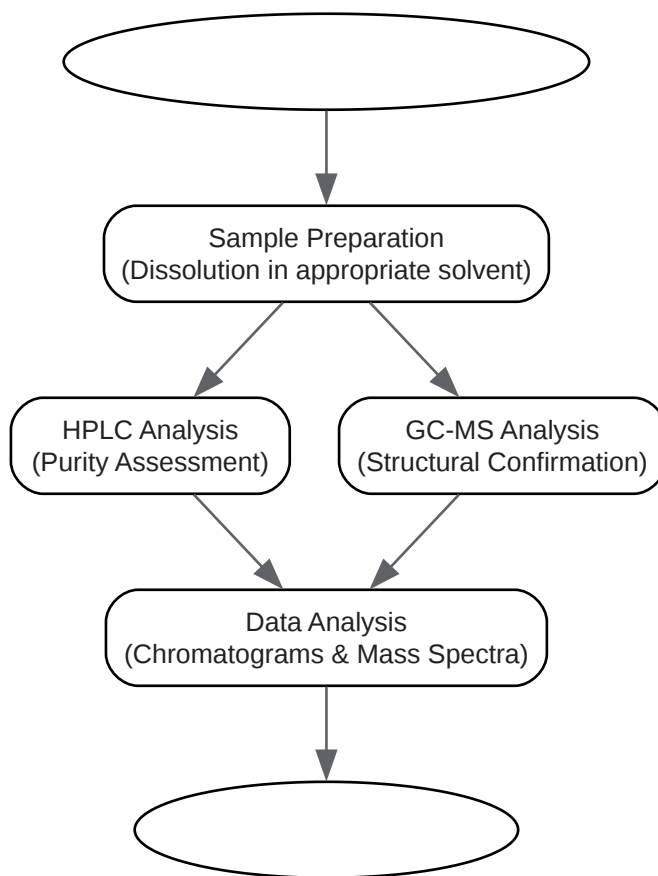 Sample Preparation
(Dissolution in appropriate solvent)
HPLC Analysis
(Purity Assessment)
GC-MS Analysis
(Structural Confirmation)
Data Analysis
(Chromatograms & Mass Spectra)